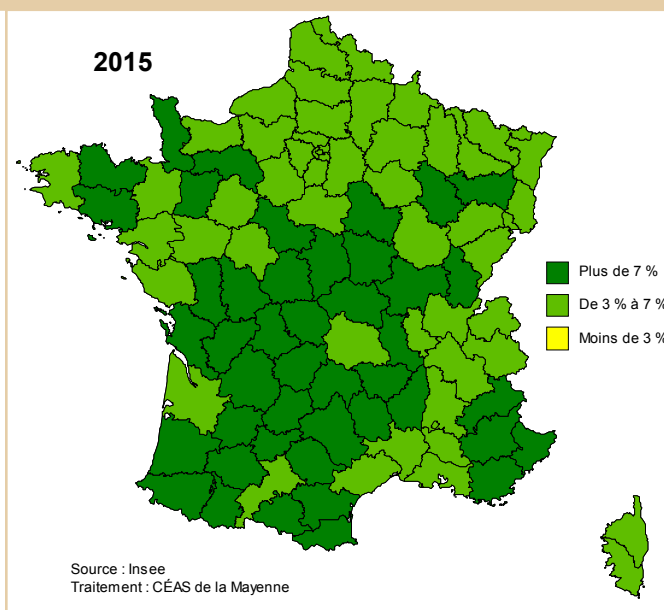 2015
Plus de 7 %
De 3 % à 7 %
Moins de 3 %
Source : Insee
Traitement : CÉAS de la Mayenne